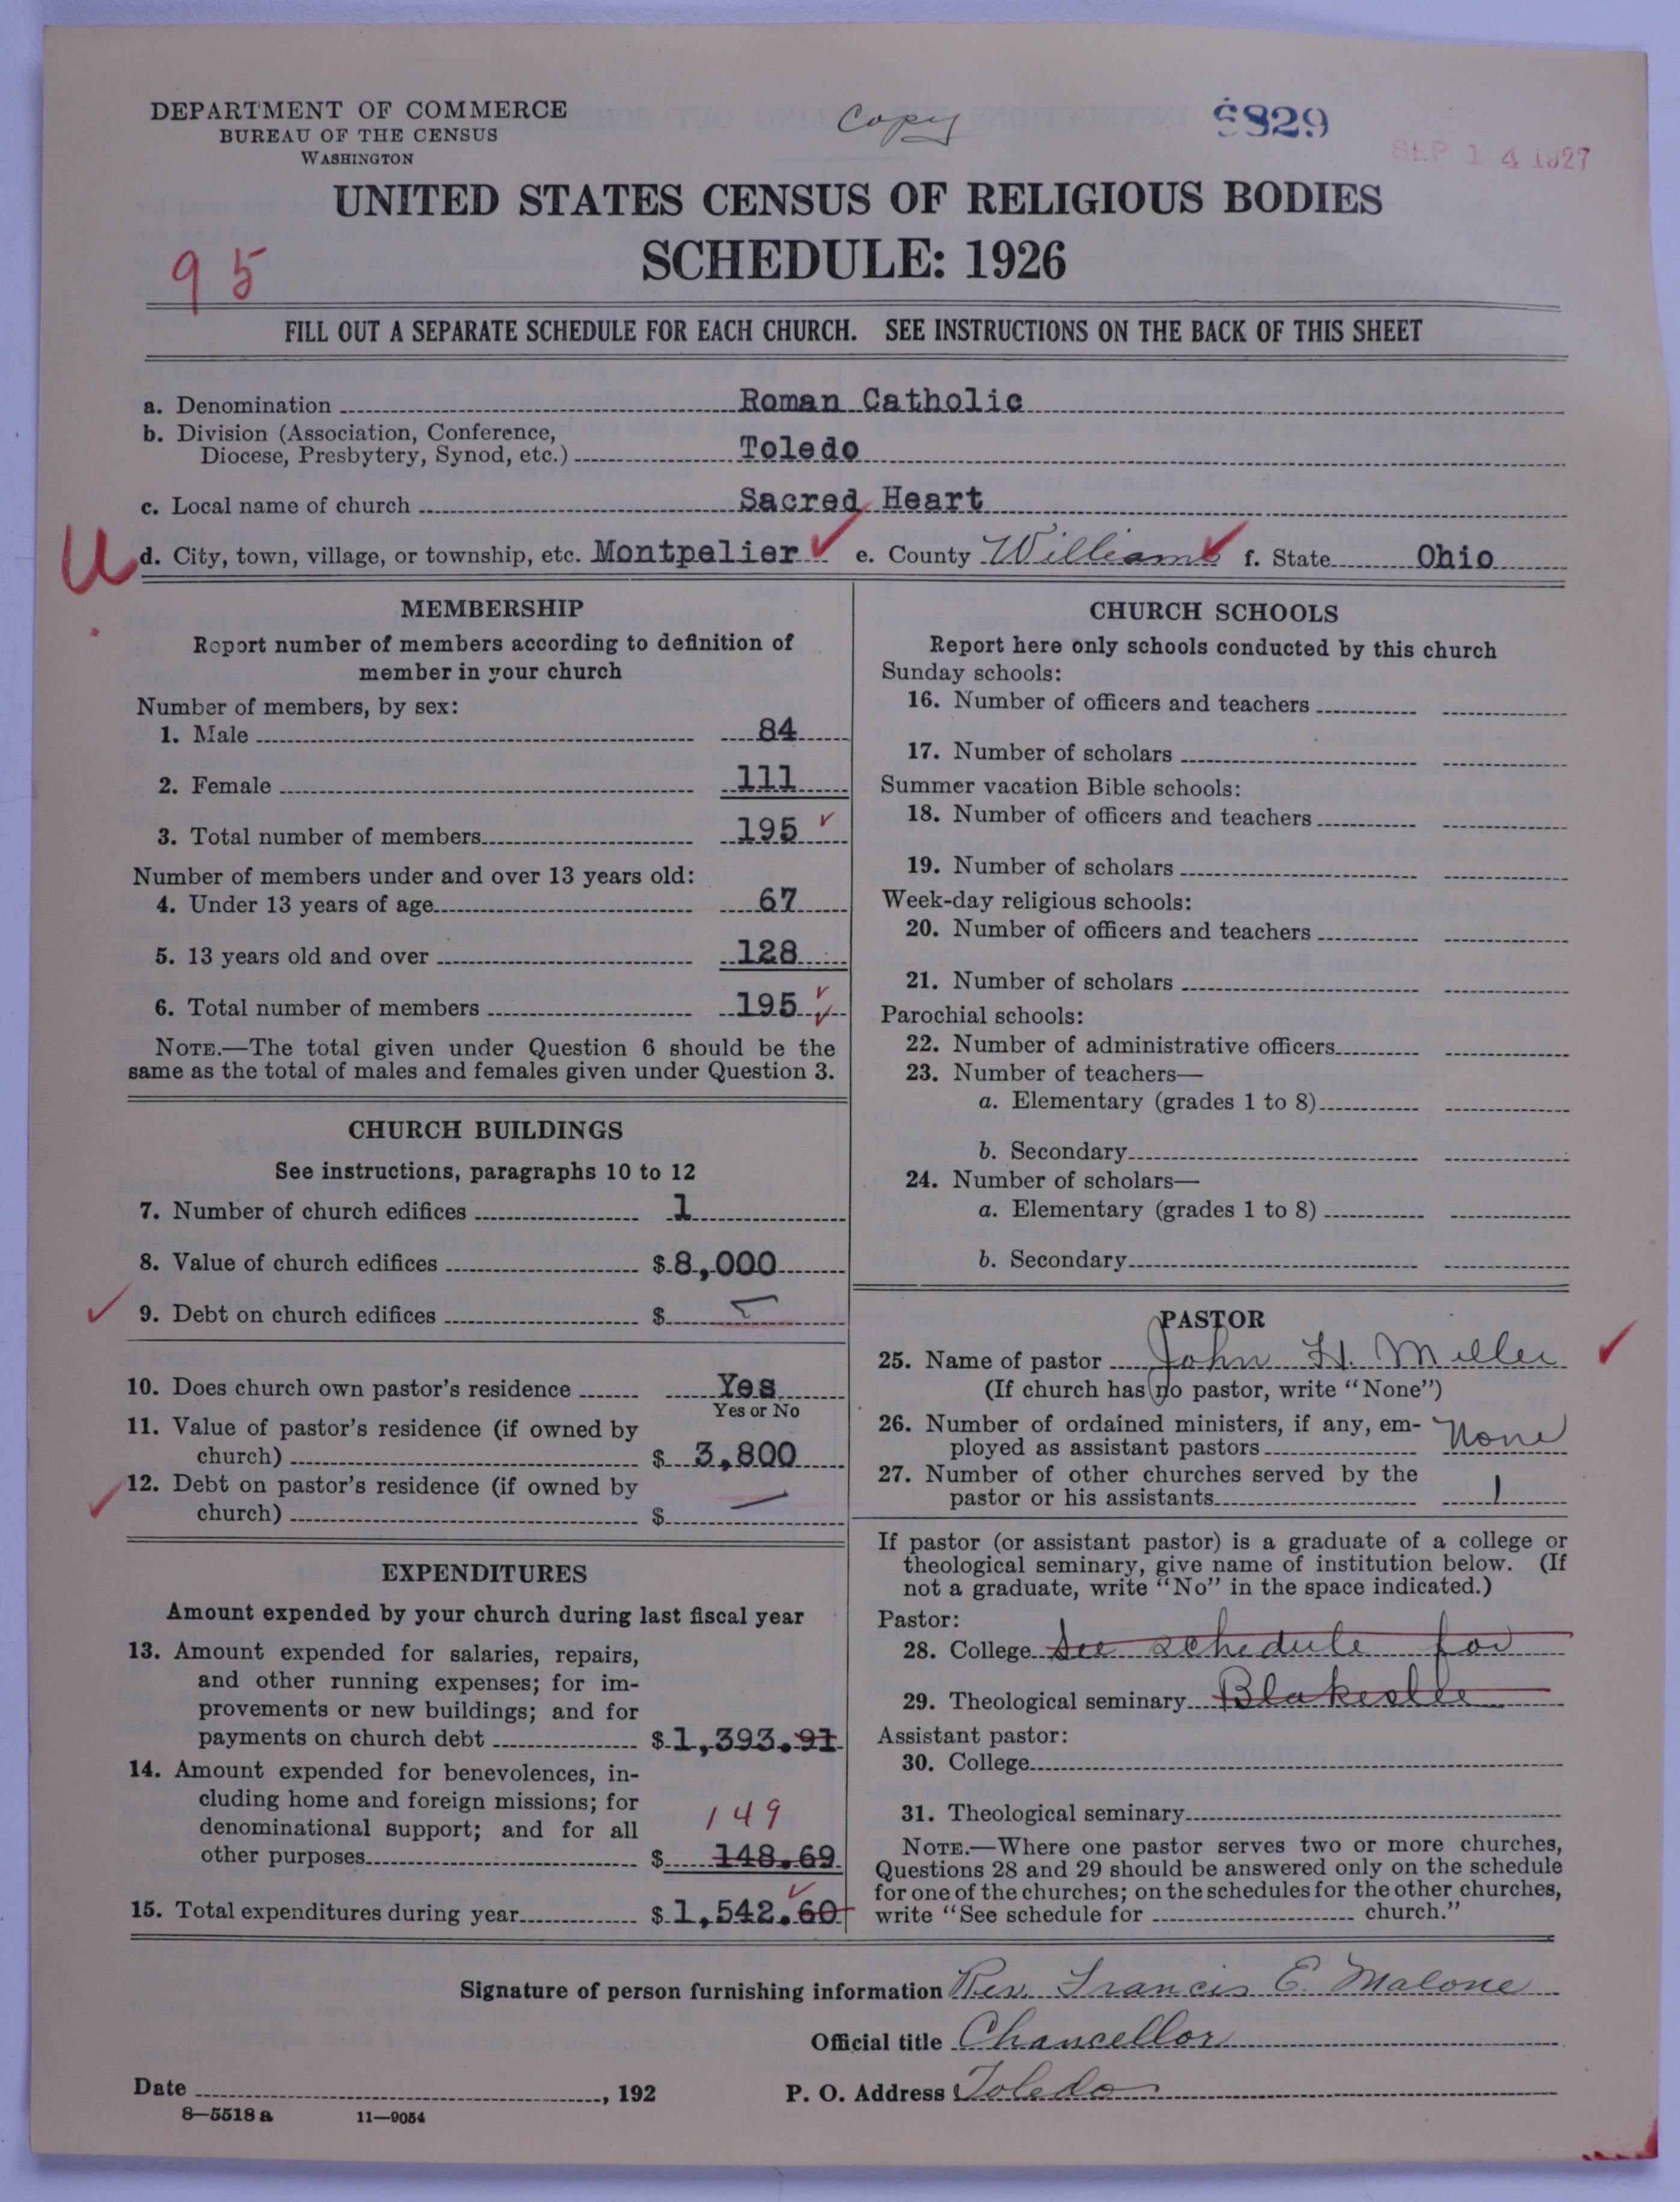 DEPARTMENT OF COMMERCE
BUREAU OF THE CENSUS
WASHINGTON
Copy
8829
SEP 14 1927
UNITED STATES CENSUS OF RELIGIOUS BODIES
SCHEDULE: 1926
95
FILL OUT A SEPARATE SCHEDULE FOR EACH CHURCH. SEE INSTRUCTIONS ON THE BACK OF THIS SHEET
a. Denomination Roman Catholic
b. Division (Association, Conference,
Diocese, Presbytery, Synod, etc.) Toledo
c. Local name of church Sacred Heart
U d. City, town, village, or township, etc. Montpelier e. County Williams f. State Ohio
MEMBERSHIP
Report number of members according to definition of
member in your church
Number of members, by sex:
1. Male 84
2. Female 111
3. Total number of members 195
Number of members under and over 13 years old:
4. Under 13 years of age 67
5. 13 years old and over 128
6. Total number of members 195
NOTE.—The total given under Question 6 should be the
same as the total of males and females given under Question 3.
CHURCH BUILDINGS
See instructions, paragraphs 10 to 12
7. Number of church edifices 1
8. Value of church edifices $8,000
9. Debt on church edifices $
10. Does church own pastor's residence Yes
Yes or No
11. Value of pastor's residence (if owned by
church) $ 3,800
12. Debt on pastor's residence (if owned by
church) $ —
EXPENDITURES
Amount expended by your church during last fiscal year
13. Amount expended for salaries, repairs,
and other running expenses; for im-
provements or new buildings; and for
payments on church debt $1,393.91
14. Amount expended for benevolences, in-
cluding home and foreign missions; for
denominational support; and for all
149
other purposes $ 148.69
15. Total expenditures during year $1,542.60
CHURCH SCHOOLS
Report here only schools conducted by this church
Sunday schools:
16. Number of officers and teachers
17. Number of scholars
Summer vacation Bible schools:
18. Number of officers and teachers
19. Number of scholars
Week-day religious schools:
20. Number of officers and teachers
21. Number of scholars
Parochial schools:
22. Number of administrative officers
23. Number of teachers—
a. Elementary (grades 1 to 8)
b. Secondary
24. Number of scholars—
a. Elementary (grades 1 to 8)
b. Secondary
PASTOR
25. Name of pastor John H. Miller
(If church has no pastor, write "None")
26. Number of ordained ministers, if any, em-
ployed as assistant pastors None
27. Number of other churches served by the
pastor or his assistants 1
If pastor (or assistant pastor) is a graduate of a college or
theological seminary, give name of institution below. (If
not a graduate, write "No" in the space indicated.)
Pastor:
28. College See schedule for
29. Theological seminary Blakeslee
Assistant pastor:
30. College
31. Theological seminary
NOTE.—Where one pastor serves two or more churches,
Questions 28 and 29 should be answered only on the schedule
for one of the churches; on the schedules for the other churches,
write "See schedule for church."
Signature of person furnishing information Rev. Francis E. Malone
Official title Chancellor
Date , 192
P. O. Address Toledo
8—5518 a 11—9054